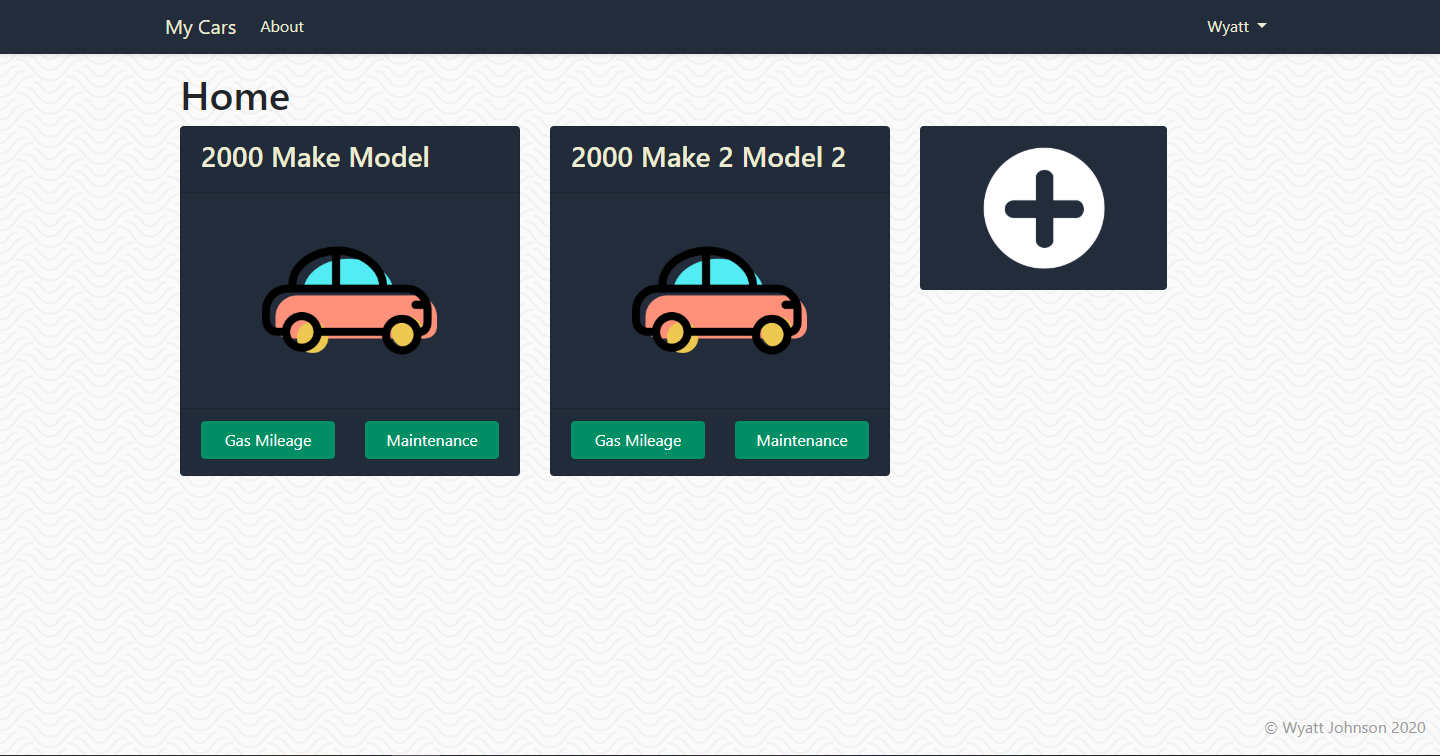 My Cars About Wyatt
Home
2000 Make Model
2000 Make 2 Model 2
Gas Mileage Maintenance
Gas Mileage Maintenance
© Wyatt Johnson 2020